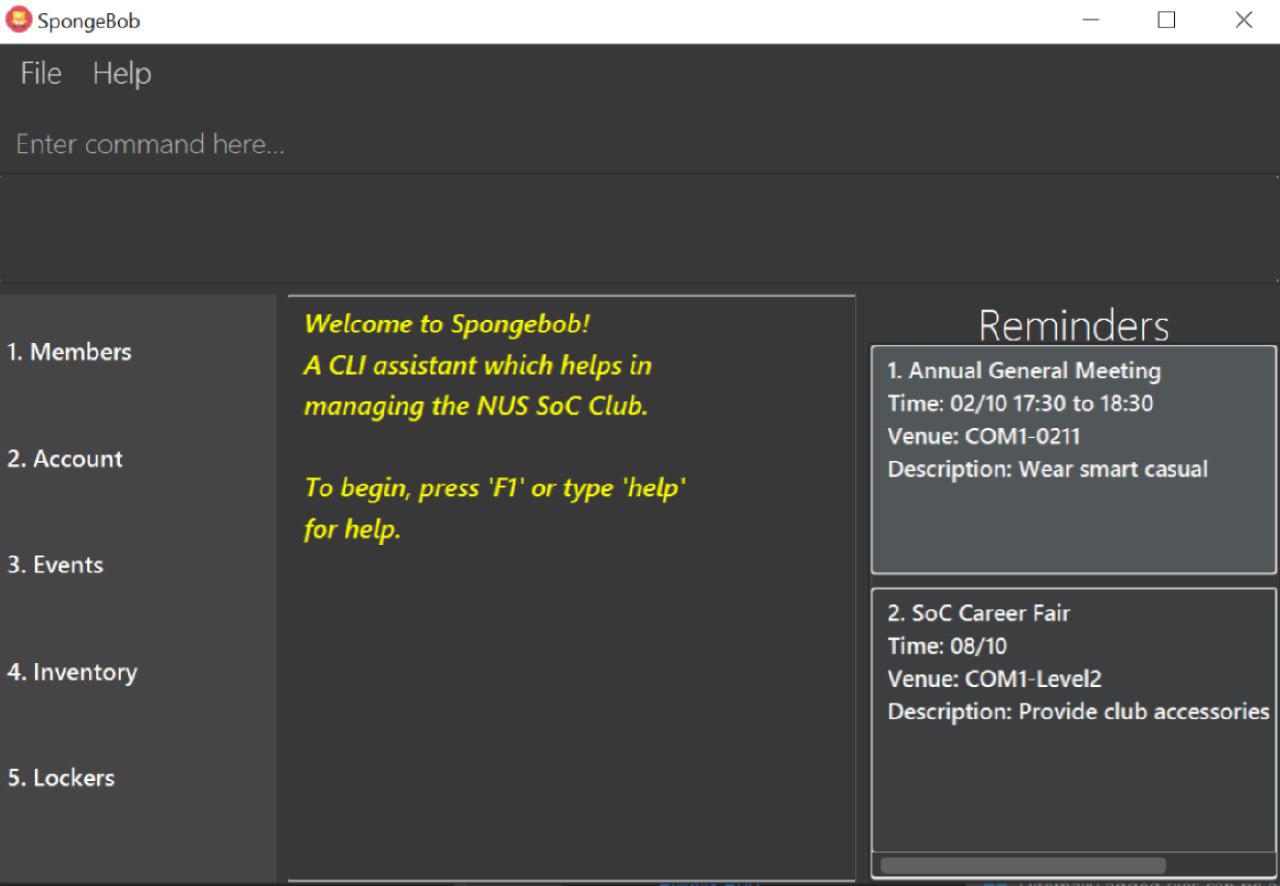 SpongeBob
File Help
Enter command here...
1. Members
2. Account
3. Events
4. Inventory
5. Lockers
Welcome to Spongebob!
A CLI assistant which helps in
managing the NUS SoC Club.
To begin, press 'F1' or type 'help'
for help.
Reminders
1. Annual General Meeting
Time: 02/10 17:30 to 18:30
Venue: COM1-0211
Description: Wear smart casual
2. SoC Career Fair
Time: 08/10
Venue: COM1-Level2
Description: Provide club accessories